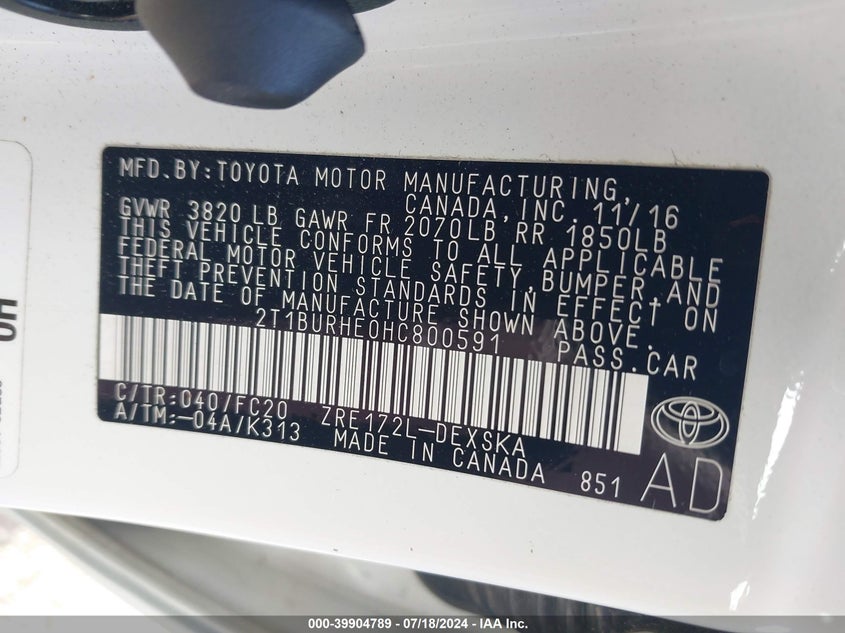 MFD.BY:TOYOTA MOTOR MANUFACTURING,
CANADA,INC. 11/16
GVWR 3820 LB GAWR FR 2070LB RR 1850LB
THIS VEHICLE CONFORMS TO ALL APPLICABLE
FEDERAL MOTOR VEHICLE SAFETY,BUMPER,AND
THEFT PREVENTION STANDARDS IN EFFECT ON
THE DATE OF MANUFACTURE SHOWN ABOVE.
2T1BURHE0HC800591 PASS.CAR
C/TR:040/FC20 ZRE172L-DEXSKA
A/TM:-04A/K313 MADE IN CANADA 851 AD
000-39904789 - 07/18/2024 - IAA Inc.